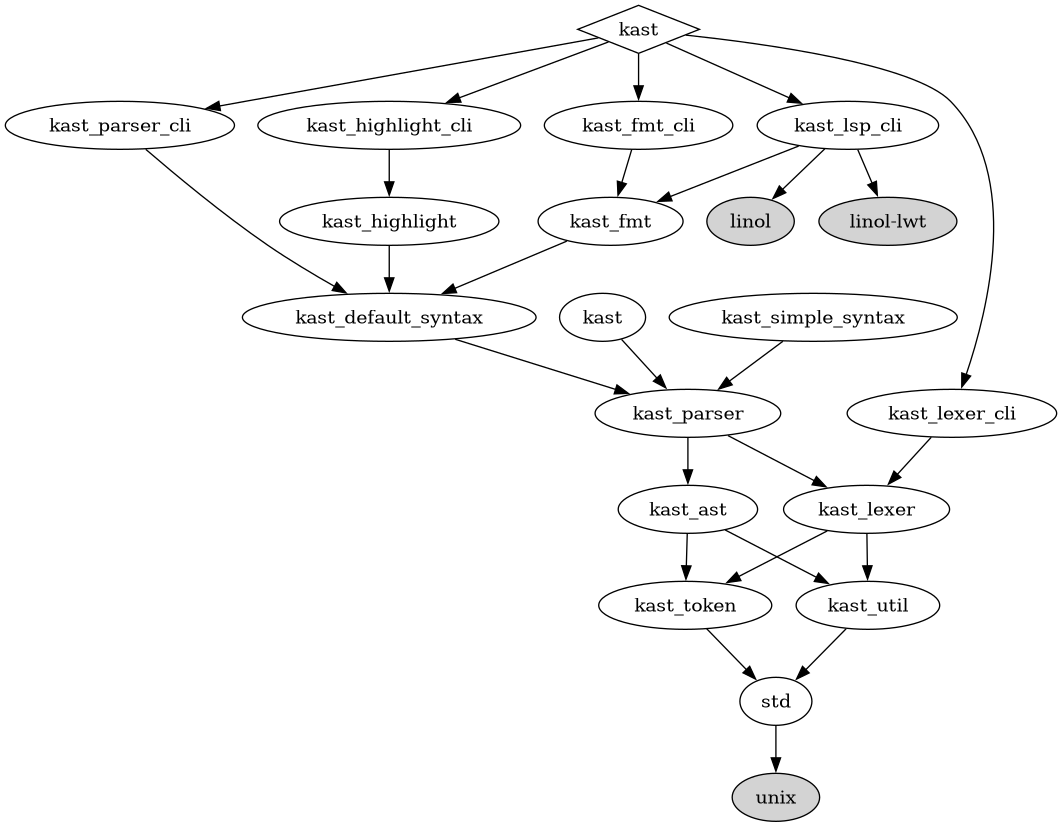 kast
kast_parser_cli
kast_highlight_cli
kast_fmt_cli
kast_lsp_cli
kast_highlight
kast_fmt
linol
linol-lwt
kast_default_syntax
kast
kast_simple_syntax
kast_parser
kast_lexer_cli
kast_ast
kast_lexer
kast_token
kast_util
std
unix